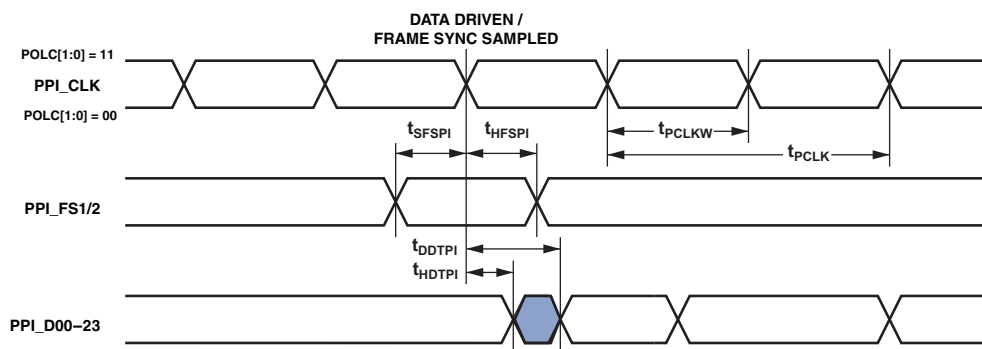 DATA DRIVEN /
FRAME SYNC SAMPLED
POLC[1:0] = 11
PPI_CLK
POLC[1:0] = 00
tSFSPI
tHFSPI
tPCLKW
tPCLK
PPI_FS1/2
tDDTPI
tHDTPI
PPI_D00–23